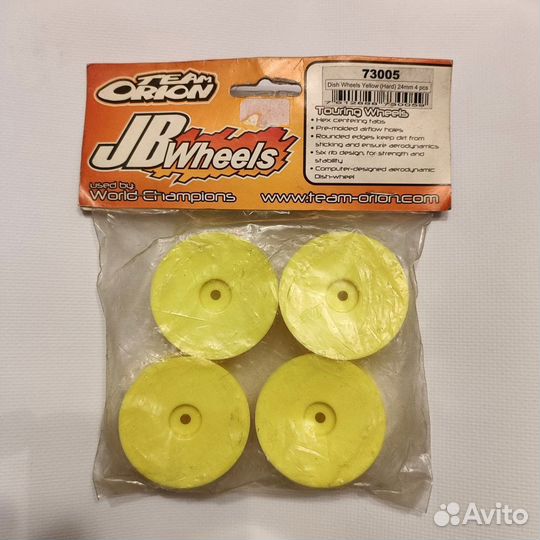 TEAM
ORION
JB Wheels
used by:
World Champions
73005
Dish Wheels Yellow (Hard) 24mm 4 pcs
Touring Wheels
• Hex centering tabs
• Pre-molded airflow holes
• Rounded edges keep dirt from
sticking and ensure aerodynamics
• Six rib design, for strength and
stability
• Computer-designed aerodynamic
Dish-wheel
www.team-orion.com
Avito